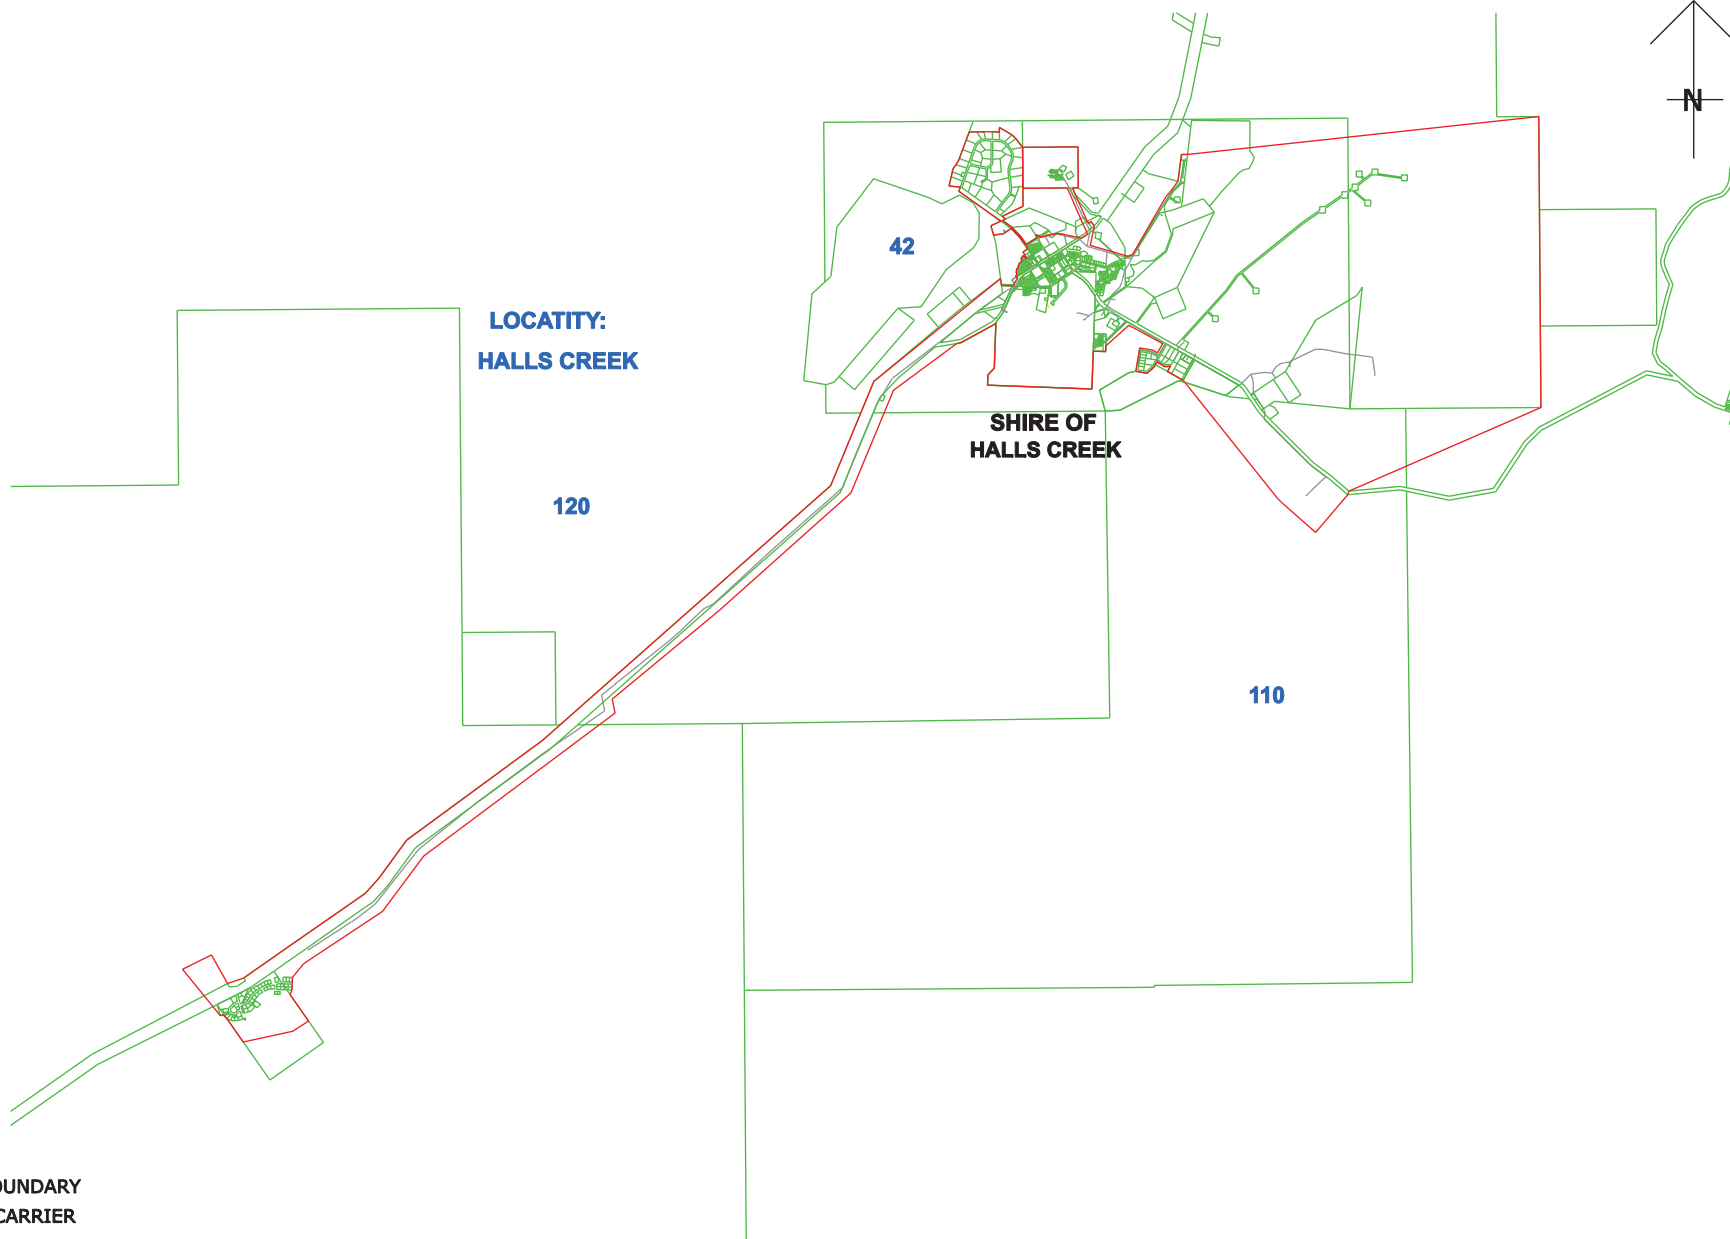 N
42
LOCATITY:
HALLS CREEK
SHIRE OF
HALLS CREEK
120
110
OUNDARY
CARRIER